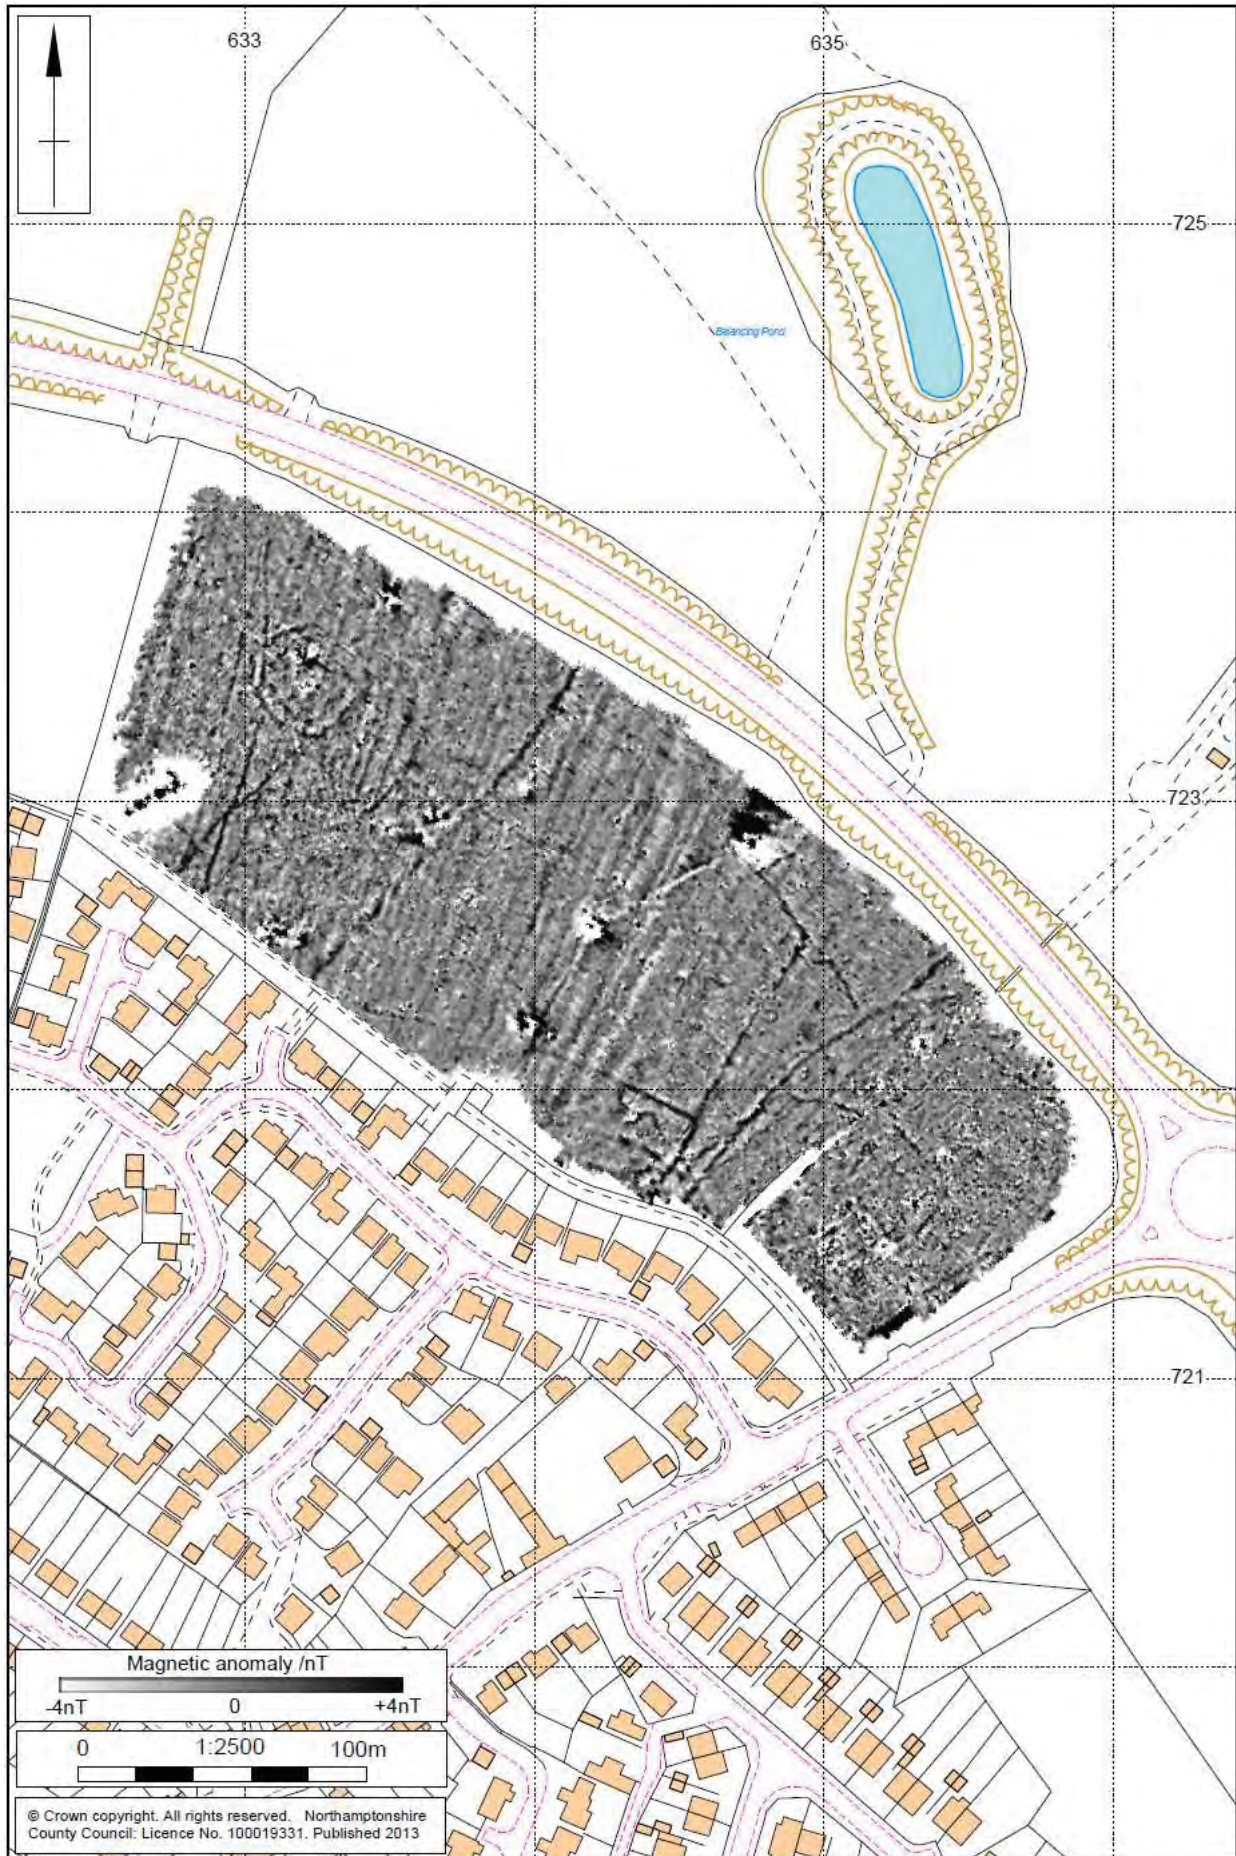 633
635
725
Balancing Pond
723
721
Magnetic anomaly /nT
-4nT 0 +4nT
0 1:2500 100m
© Crown copyright. All rights reserved. Northamptonshire
County Council: Licence No. 100019331. Published 2013